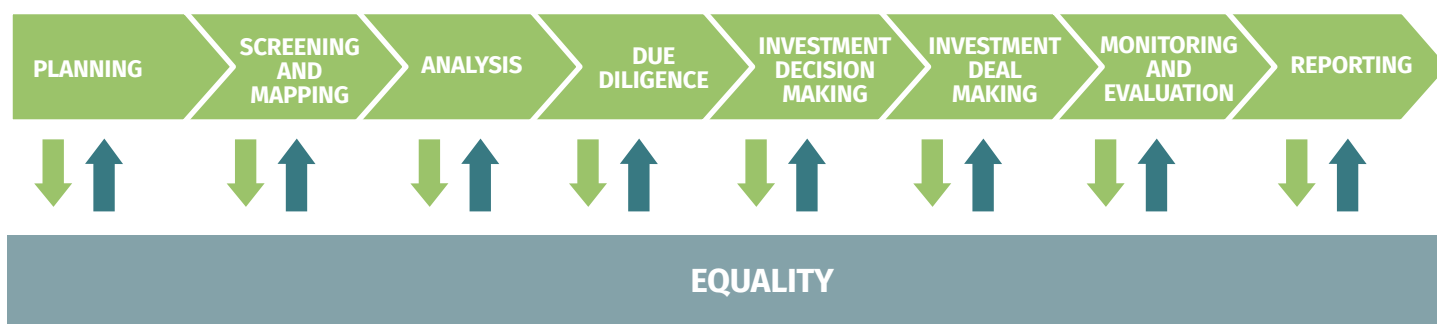 PLANNING
SCREENING
AND
MAPPING
ANALYSIS
DUE
DILIGENCE
INVESTMENT
DECISION
MAKING
INVESTMENT
DEAL
MAKING
MONITORING
AND
EVALUATION
REPORTING
EQUALITY